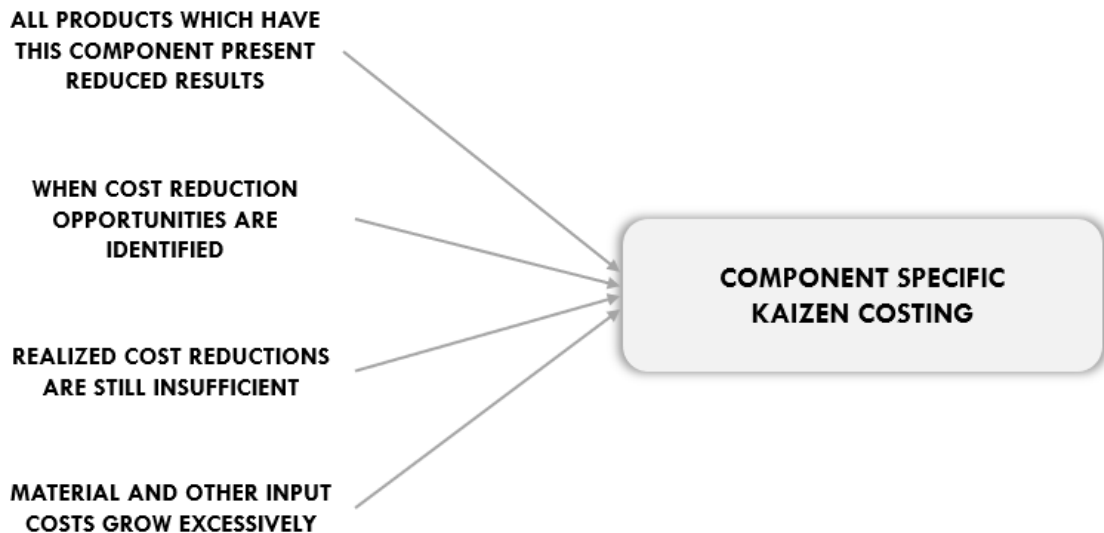 ALL PRODUCTS WHICH HAVE
THIS COMPONENT PRESENT
REDUCED RESULTS
WHEN COST REDUCTION
OPPORTUNITIES ARE
IDENTIFIED
REALIZED COST REDUCTIONS
ARE STILL INSUFFICIENT
MATERIAL AND OTHER INPUT
COSTS GROW EXCESSIVELY
COMPONENT SPECIFIC
KAIZEN COSTING